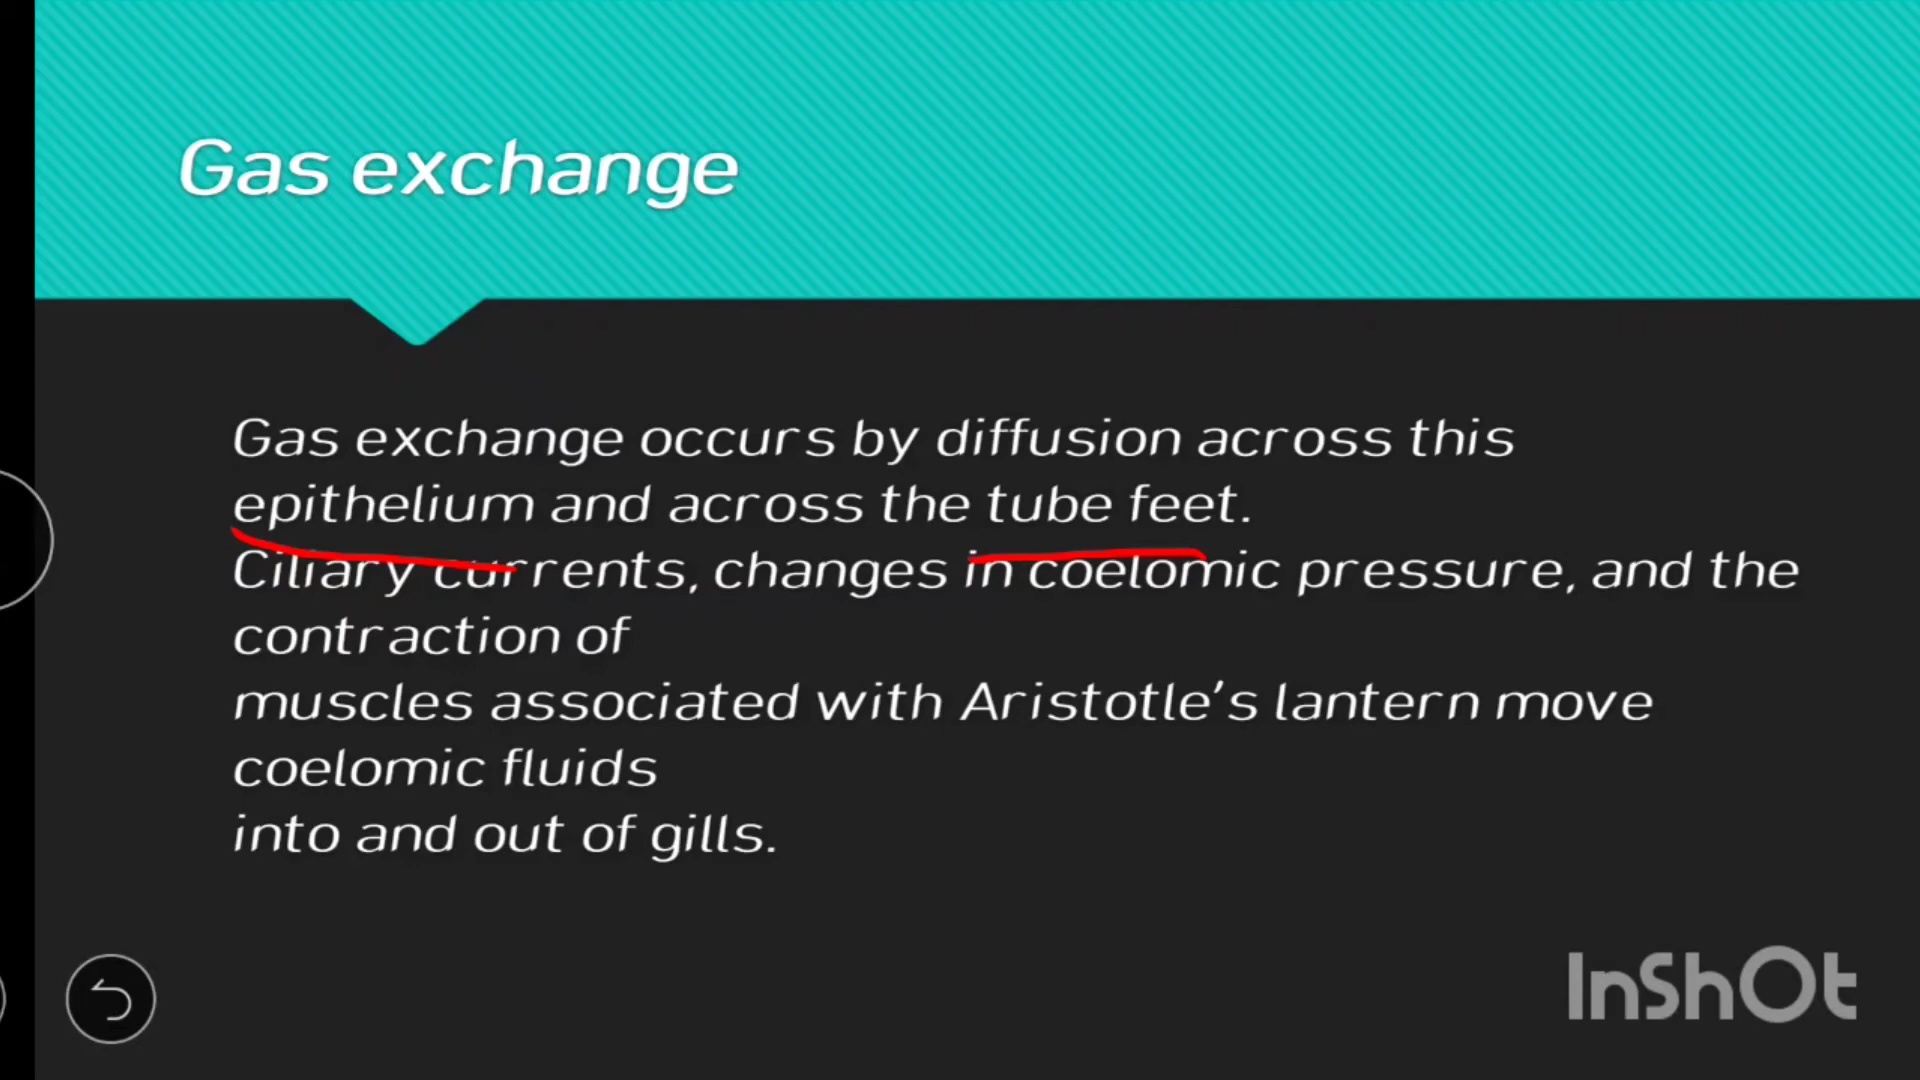 Gas exchange
Gas exchange occurs by diffusion across this
epithelium and across the tube feet.
Ciliary currents, changes in coelomic pressure, and the
contraction of
muscles associated with Aristotle's lantern move
coelomic fluids
into and out of gills.
InShOt